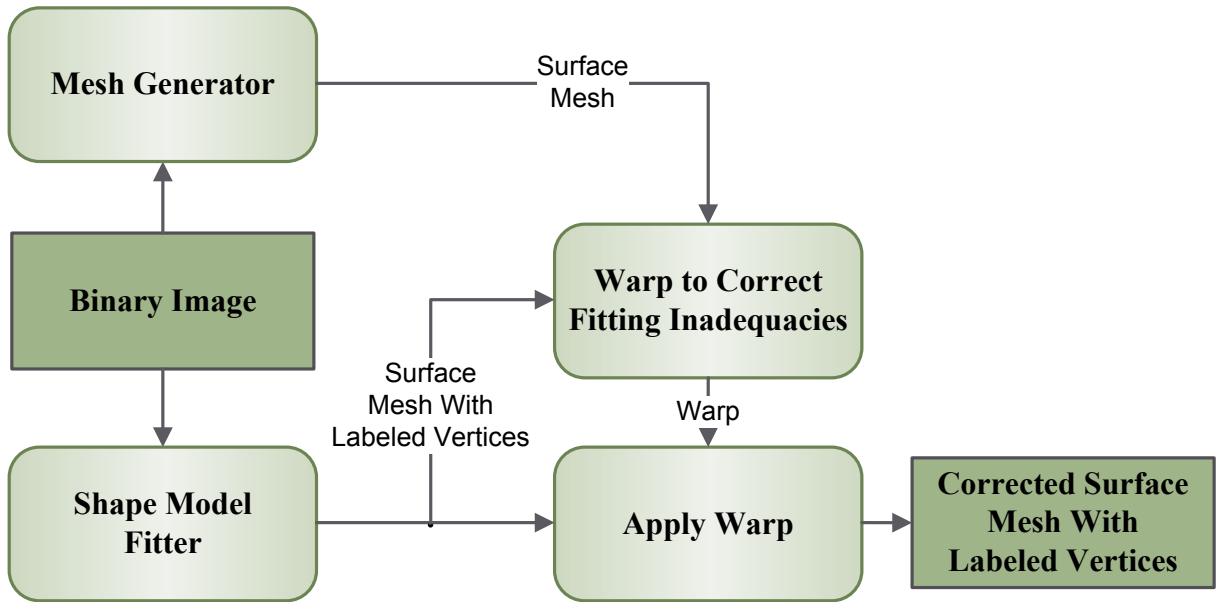 Mesh Generator
Surface
Mesh
Binary Image
Warp to Correct
Fitting Inadequacies
Surface
Mesh With
Labeled Vertices
Warp
Shape Model
Fitter
Apply Warp
Corrected Surface
Mesh With
Labeled Vertices